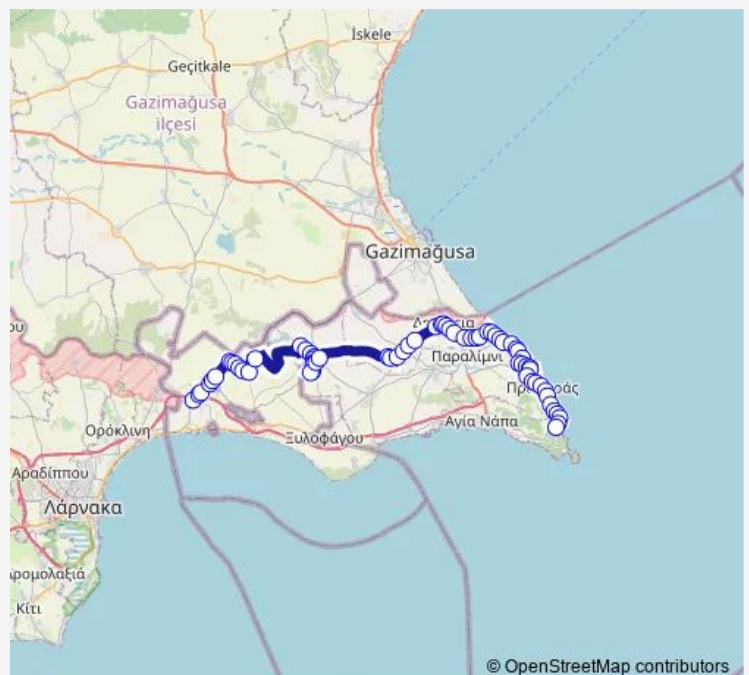 İskele
Geçitkale
Gazimağusa
ilçesi
Gazimağusa
Παραλίμνι
Ορόκλινη
Ξυλοφάγου
Αγία Νάπα
Αραδίππου
Λάρνακα
Κίτι
© OpenStreetMap contributors